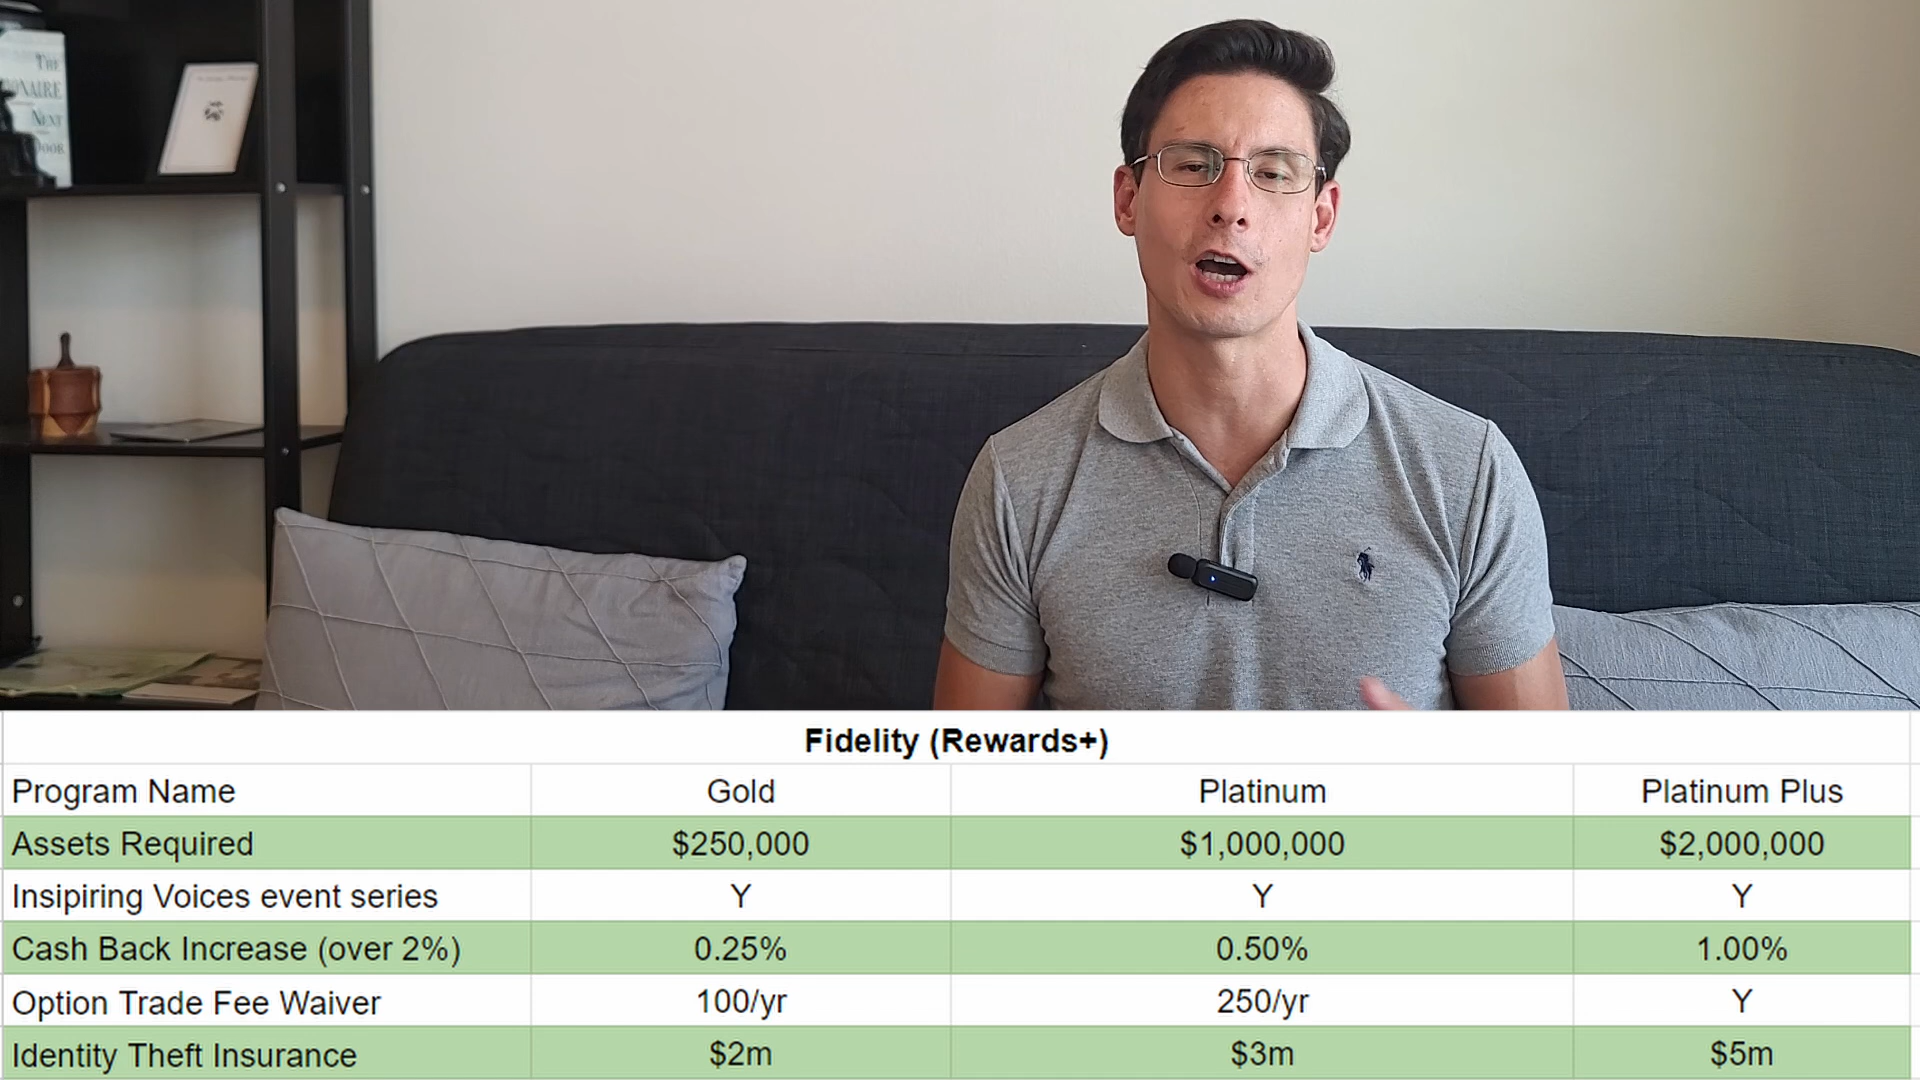 THE
NEXT
Fidelity (Rewards+)
Program Name Gold Platinum Platinum Plus
Assets Required $250,000 $1,000,000 $2,000,000
Insipiring Voices event series Y Y Y
Cash Back Increase (over 2%) 0.25% 0.50% 1.00%
Option Trade Fee Waiver 100/yr 250/yr Y
Identity Theft Insurance $2m $3m $5m